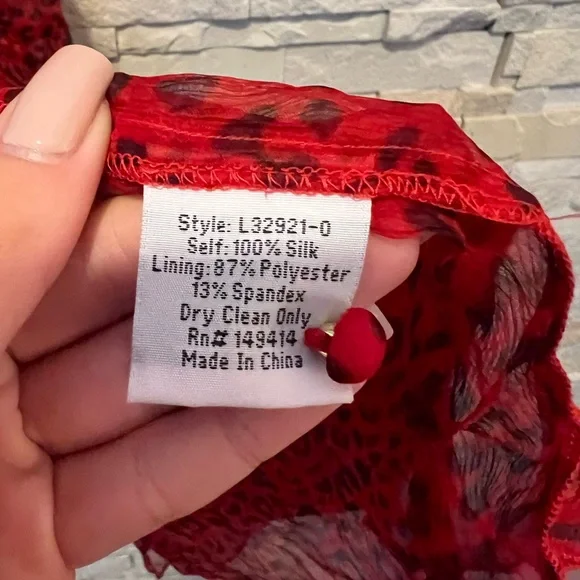 Style: L32921-0
Self: 100% Silk
Lining: 87% Polyester
13% Spandex
Dry Clean Only
Rn# 149414
Made In China